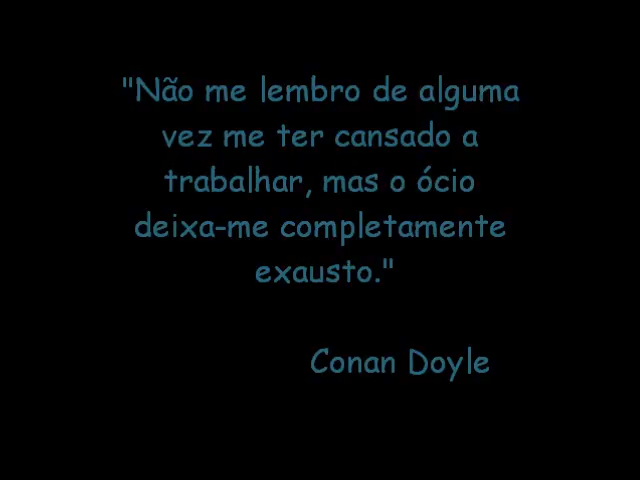 "Não me lembro de alguma
vez me ter cansado a
trabalhar, mas o ócio
deixa-me completamente
exausto."
Conan Doyle